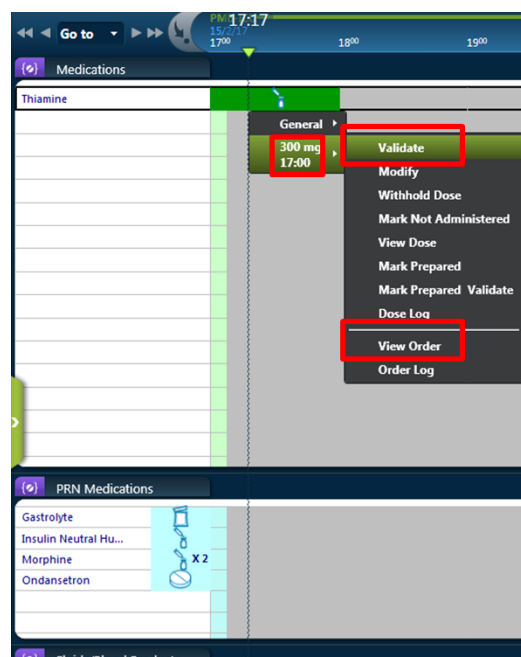 PM 17:17
15/2/17
Go to
17⁰⁰ 18⁰⁰ 19⁰⁰
Medications
Thiamine
General
300 mg
17:00
Validate
Modify
Withhold Dose
Mark Not Administered
View Dose
Mark Prepared
Mark Prepared Validate
Dose Log
View Order
Order Log
PRN Medications
Gastrolyte
Insulin Neutral Hu...
Morphine X 2
Ondansetron